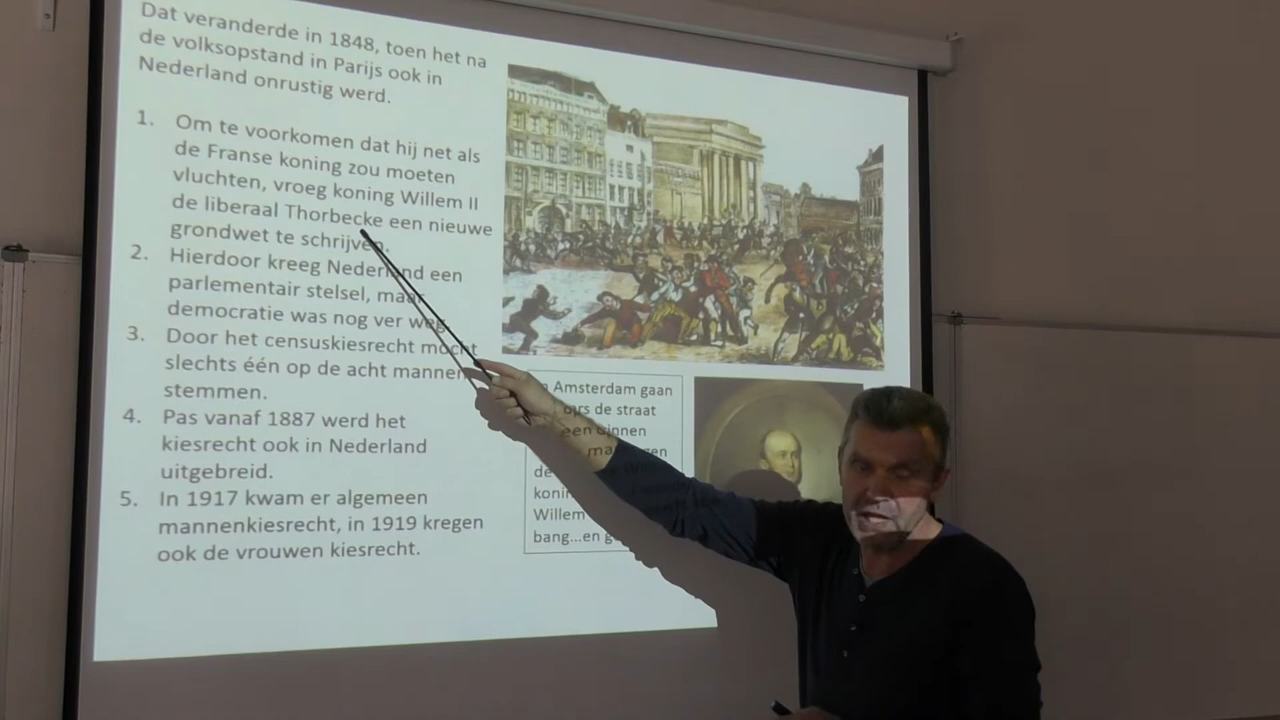 Dat veranderde in 1848, toen het na
de volksopstand in Parijs ook in
Nederland onrustig werd.
1. Om te voorkomen dat hij net als
de Franse koning zou moeten
vluchten, vroeg koning Willem II
de liberaal Thorbecke een nieuwe
grondwet te schrijven.
2. Hierdoor kreeg Nederland een
parlementair stelsel, maar
democratie was nog ver weg.
3. Door het censuskiesrecht mocht
slechts één op de acht mannen
stemmen.
4. Pas vanaf 1887 werd het
kiesrecht ook in Nederland
uitgebreid.
5. In 1917 kwam er algemeen
mannenkiesrecht, in 1919 kregen
ook de vrouwen kiesrecht.
Amsterdam gaan
de straat
Willem
bang...en